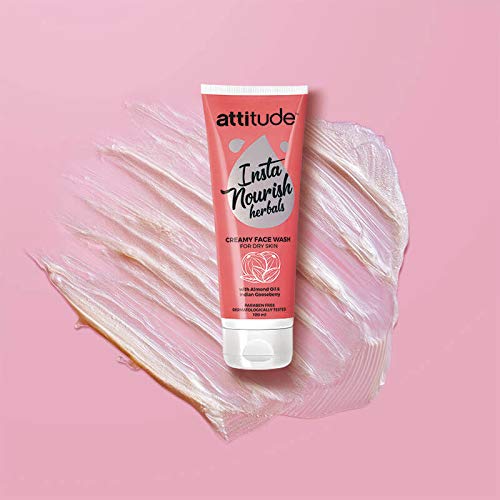 attitude™
Insta
Nourish
herbals
CREAMY FACE WASH
FOR DRY SKIN
with Almond Oil &
Indian Gooseberry
PARABEN FREE
DERMATOLOGICALLY TESTED
100 ml